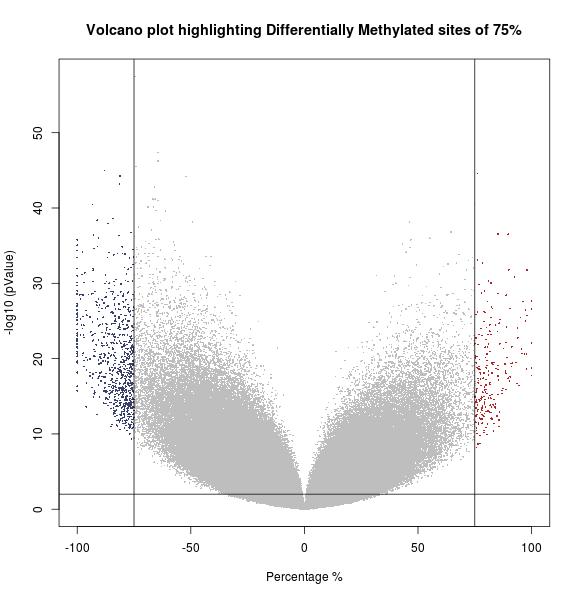 Volcano plot highlighting Differentially Methylated sites of 75%
50
40
30
20
10
0
-log10 (pValue)
-100 -50 0 50 100
Percentage %